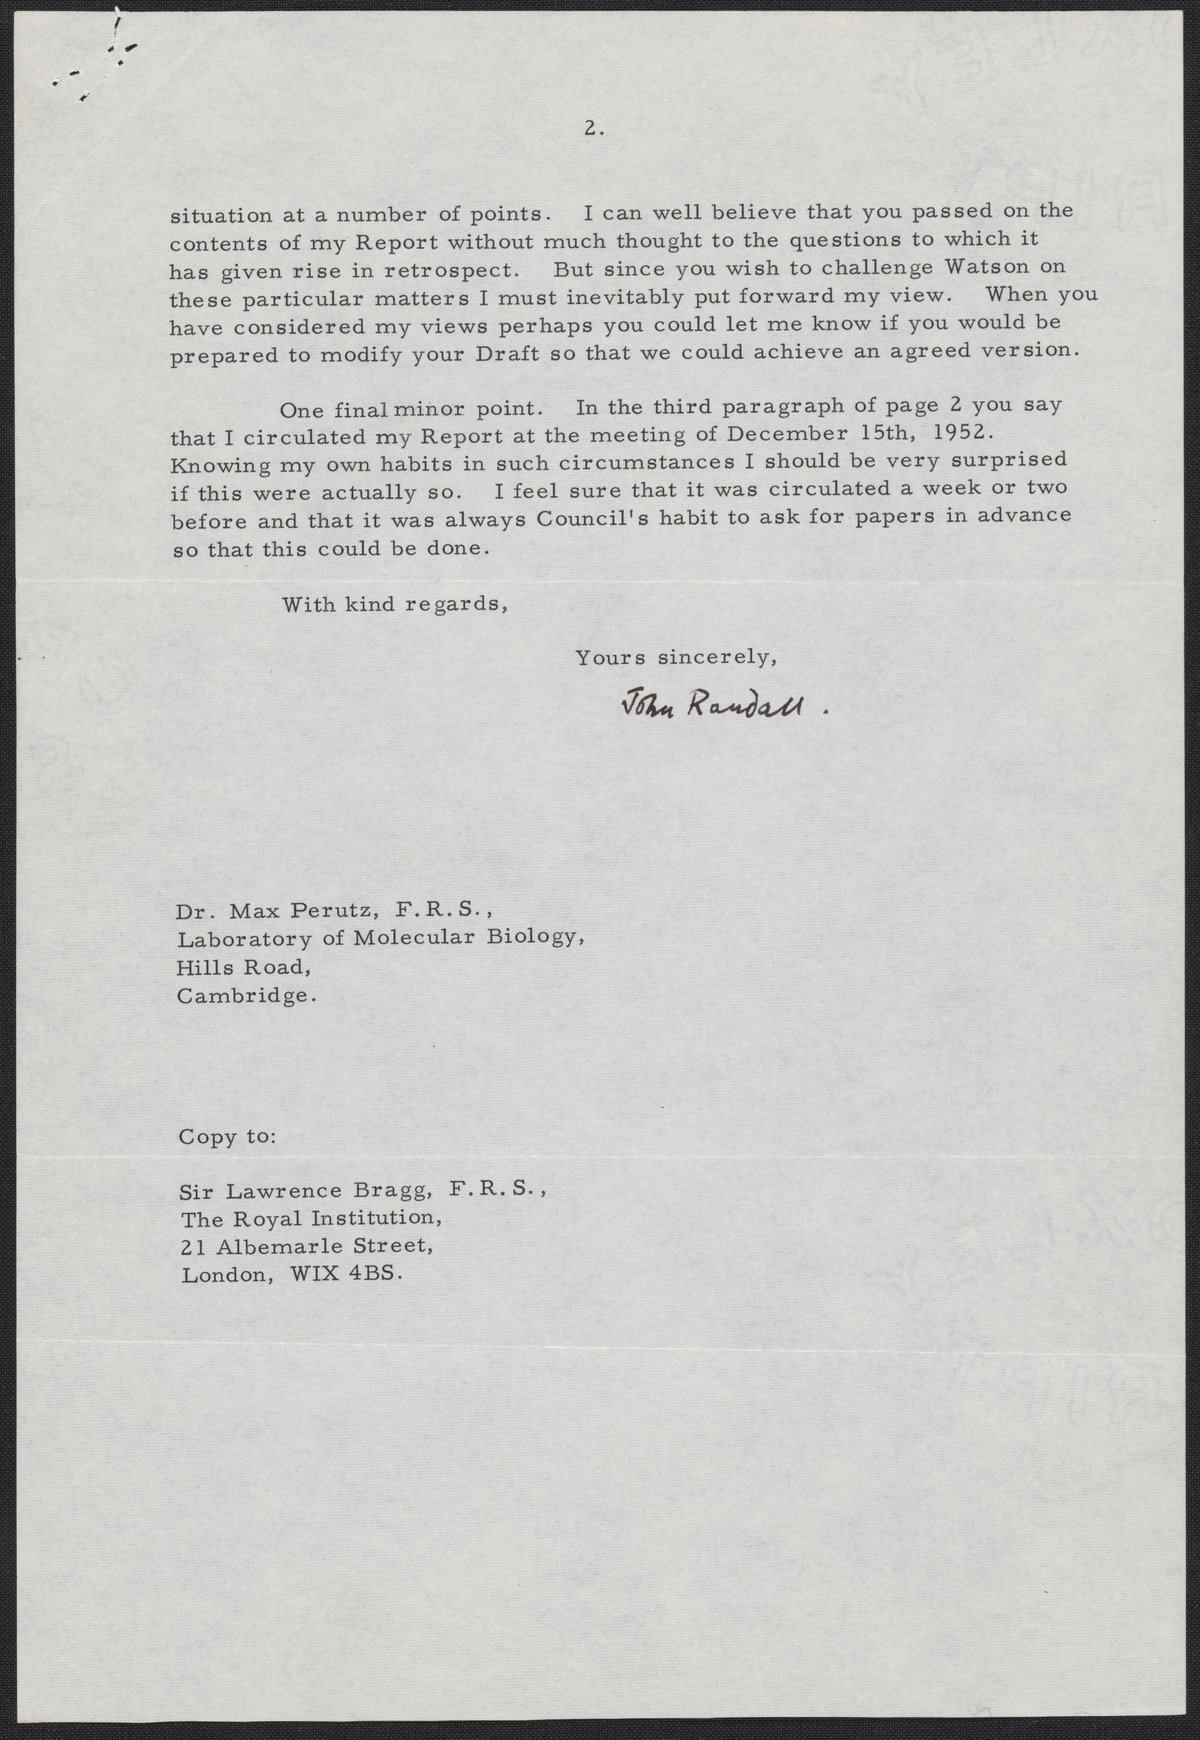 2.
situation at a number of points. I can well believe that you passed on the
contents of my Report without much thought to the questions to which it
has given rise in retrospect. But since you wish to challenge Watson on
these particular matters I must inevitably put forward my view. When you
have considered my views perhaps you could let me know if you would be
prepared to modify your Draft so that we could achieve an agreed version.
One final minor point. In the third paragraph of page 2 you say
that I circulated my Report at the meeting of December 15th, 1952.
Knowing my own habits in such circumstances I should be very surprised
if this were actually so. I feel sure that it was circulated a week or two
before and that it was always Council's habit to ask for papers in advance
so that this could be done.
With kind regards,
Yours sincerely,
John Randall.
Dr. Max Perutz, F.R.S.,
Laboratory of Molecular Biology,
Hills Road,
Cambridge.
Copy to:
Sir Lawrence Bragg, F.R.S.,
The Royal Institution,
21 Albemarle Street,
London, WIX 4BS.